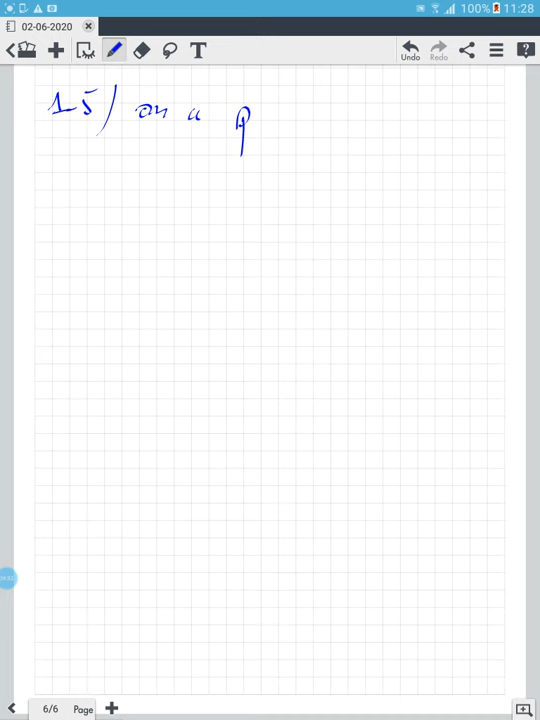 100% 11:28
02-06-2020
T Undo Redo ?
15) on a φ
6/6 Page